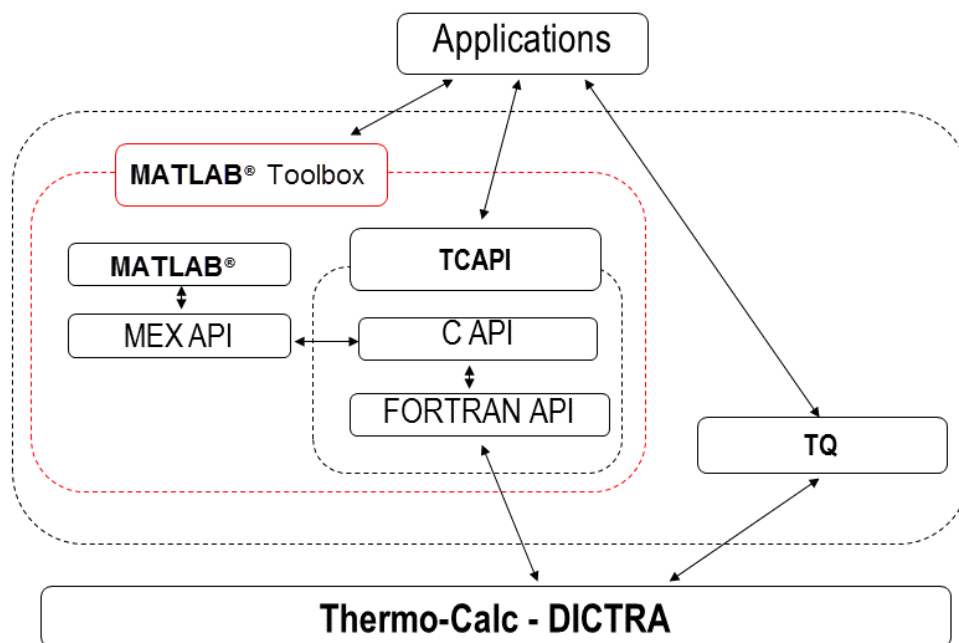 Applications
MATLAB® Toolbox
MATLAB®
TCAPI
MEX API
C API
FORTRAN API
TQ
Thermo-Calc - DICTRA